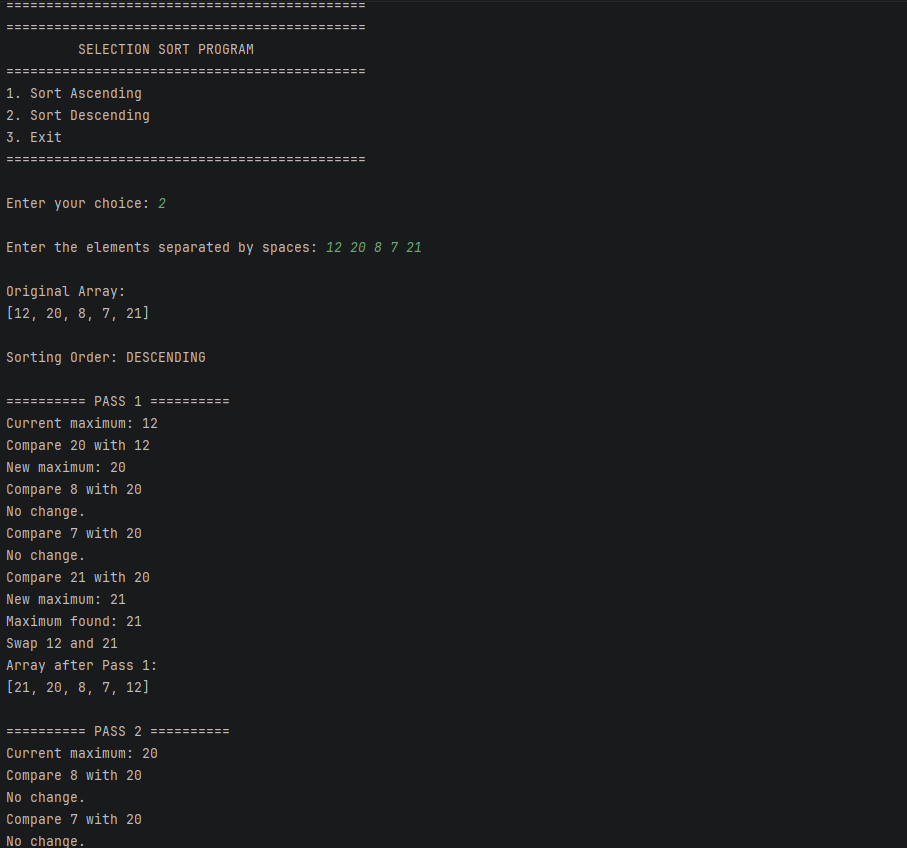 =============================================
=============================================
         SELECTION SORT PROGRAM
=============================================
1. Sort Ascending
2. Sort Descending
3. Exit
=============================================

Enter your choice: 2

Enter the elements separated by spaces: 12 20 8 7 21

Original Array:
[12, 20, 8, 7, 21]

Sorting Order: DESCENDING

========== PASS 1 ==========
Current maximum: 12
Compare 20 with 12
New maximum: 20
Compare 8 with 20
No change.
Compare 7 with 20
No change.
Compare 21 with 20
New maximum: 21
Maximum found: 21
Swap 12 and 21
Array after Pass 1:
[21, 20, 8, 7, 12]

========== PASS 2 ==========
Current maximum: 20
Compare 8 with 20
No change.
Compare 7 with 20
No change.